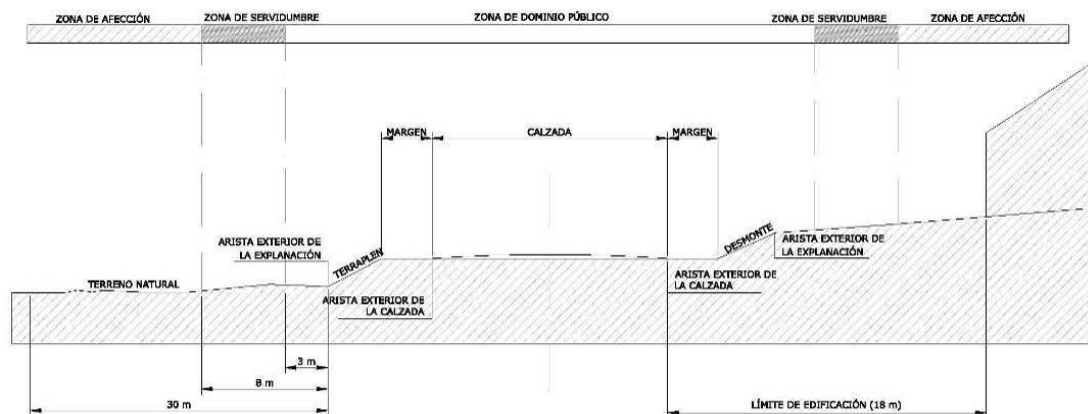 ZONA DE AFECCIÓN
ZONA DE SERVIDUMBRE
ZONA DE DOMINIO PÚBLICO
ZONA DE SERVIDUMBRE
ZONA DE AFECCIÓN
MARGEN
CALZADA
MARGEN
ARISTA EXTERIOR DE
LA EXPLANACIÓN
TERRAPLEN
DESMONTE
ARISTA EXTERIOR DE
LA EXPLANACIÓN
TERRENO NATURAL
ARISTA EXTERIOR DE
LA CALZADA
ARISTA EXTERIOR DE
LA CALZADA
3 m
8 m
30 m
LÍMITE DE EDIFICACIÓN (18 m)